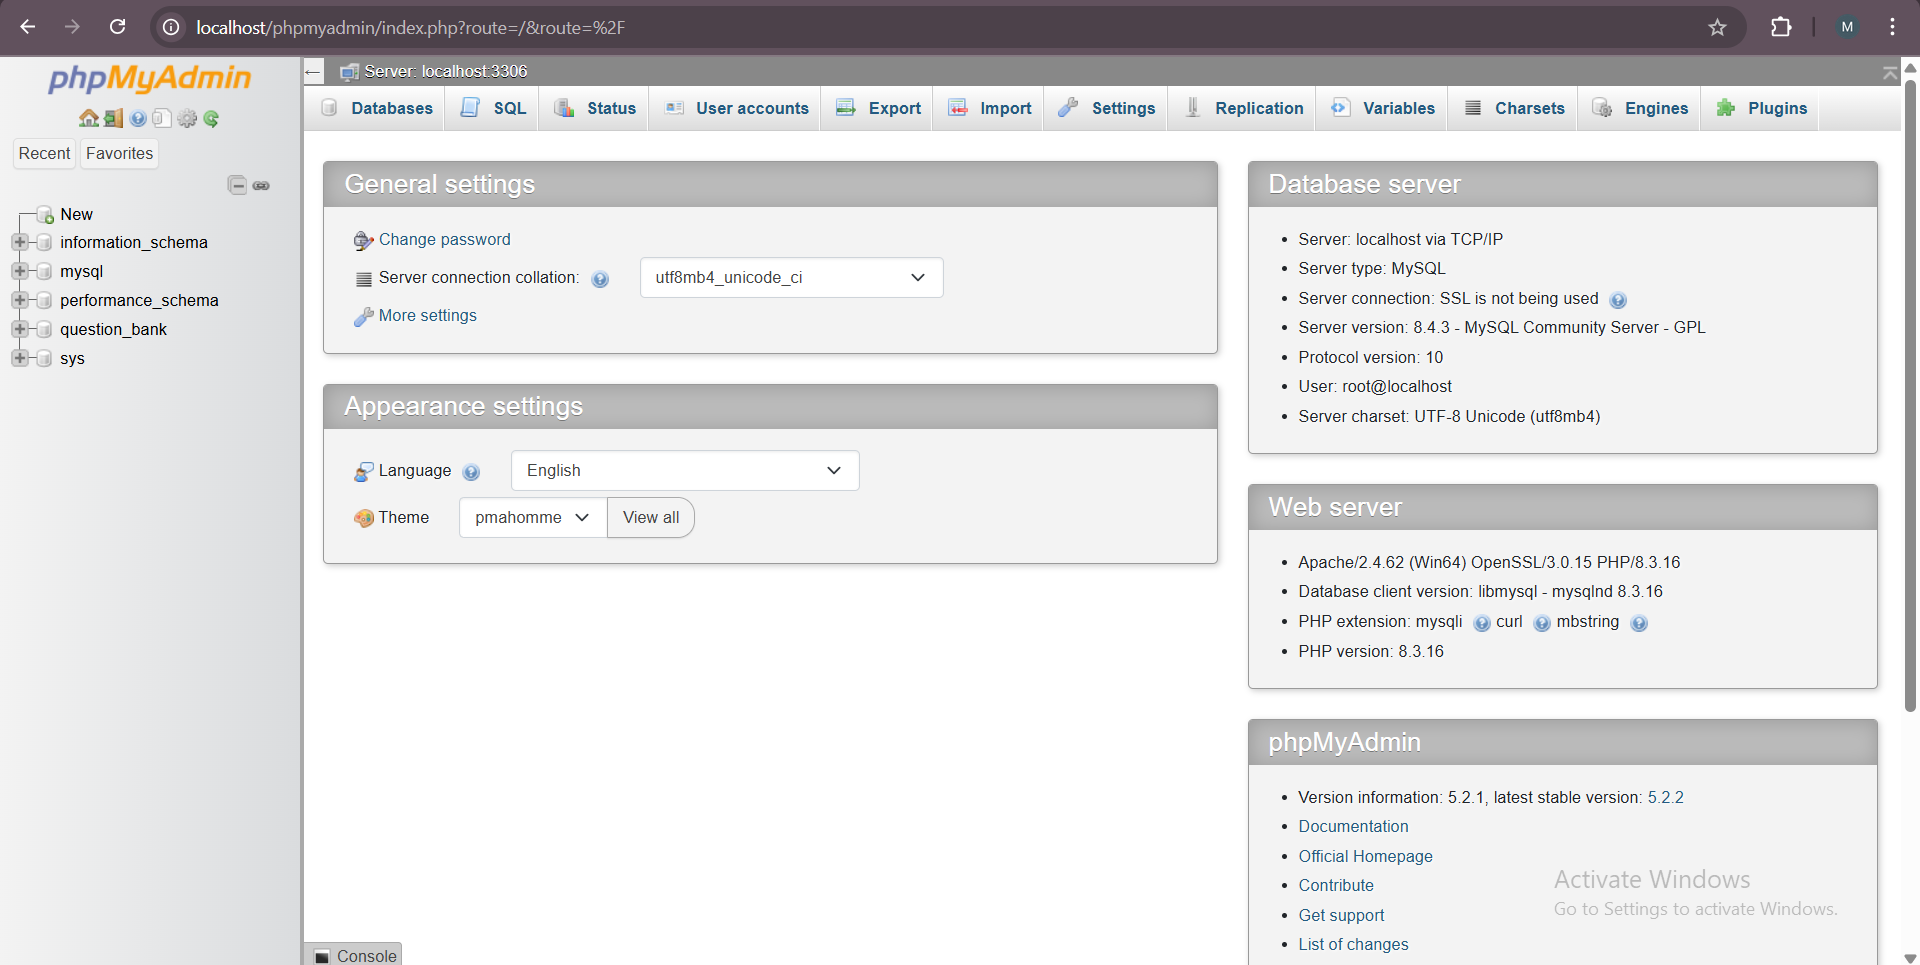 localhost/phpmyadmin/index.php?route=/&route=%2F
M
phpMyAdmin
Recent Favorites
New
information_schema
mysql
performance_schema
question_bank
sys
Server: localhost:3306
Databases SQL Status User accounts Export Import Settings Replication Variables Charsets Engines Plugins
General settings
Change password
Server connection collation: utf8mb4_unicode_ci
More settings
Appearance settings
Language English
Theme pmahomme View all
Database server
Server: localhost via TCP/IP
Server type: MySQL
Server connection: SSL is not being used
Server version: 8.4.3 - MySQL Community Server - GPL
Protocol version: 10
User: root@localhost
Server charset: UTF-8 Unicode (utf8mb4)
Web server
Apache/2.4.62 (Win64) OpenSSL/3.0.15 PHP/8.3.16
Database client version: libmysql - mysqlnd 8.3.16
PHP extension: mysqli curl mbstring
PHP version: 8.3.16
phpMyAdmin
Version information: 5.2.1, latest stable version: 5.2.2
Documentation
Official Homepage
Contribute
Get support
List of changes
Activate Windows
Go to Settings to activate Windows.
Console